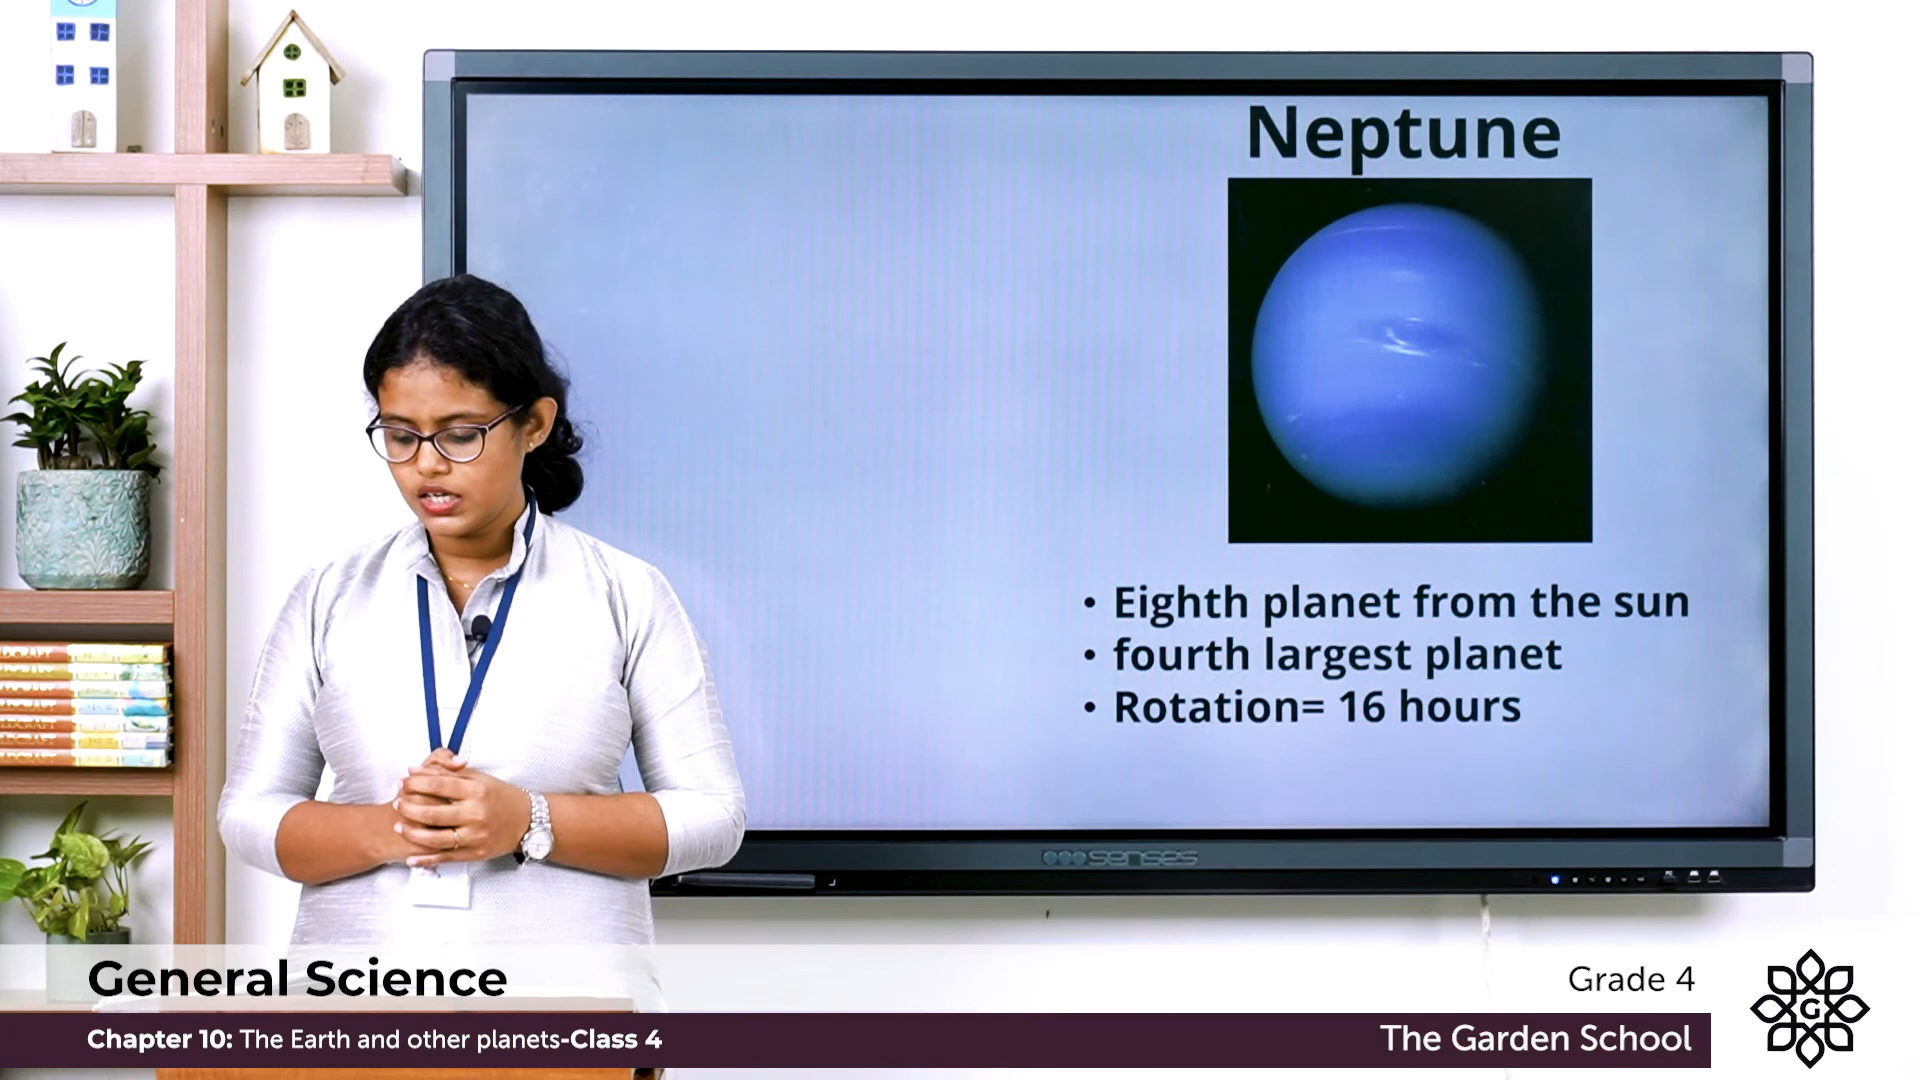 Neptune
• Eighth planet from the sun
• fourth largest planet
• Rotation= 16 hours
senses
General Science
Grade 4
Chapter 10: The Earth and other planets-Class 4
The Garden School
G